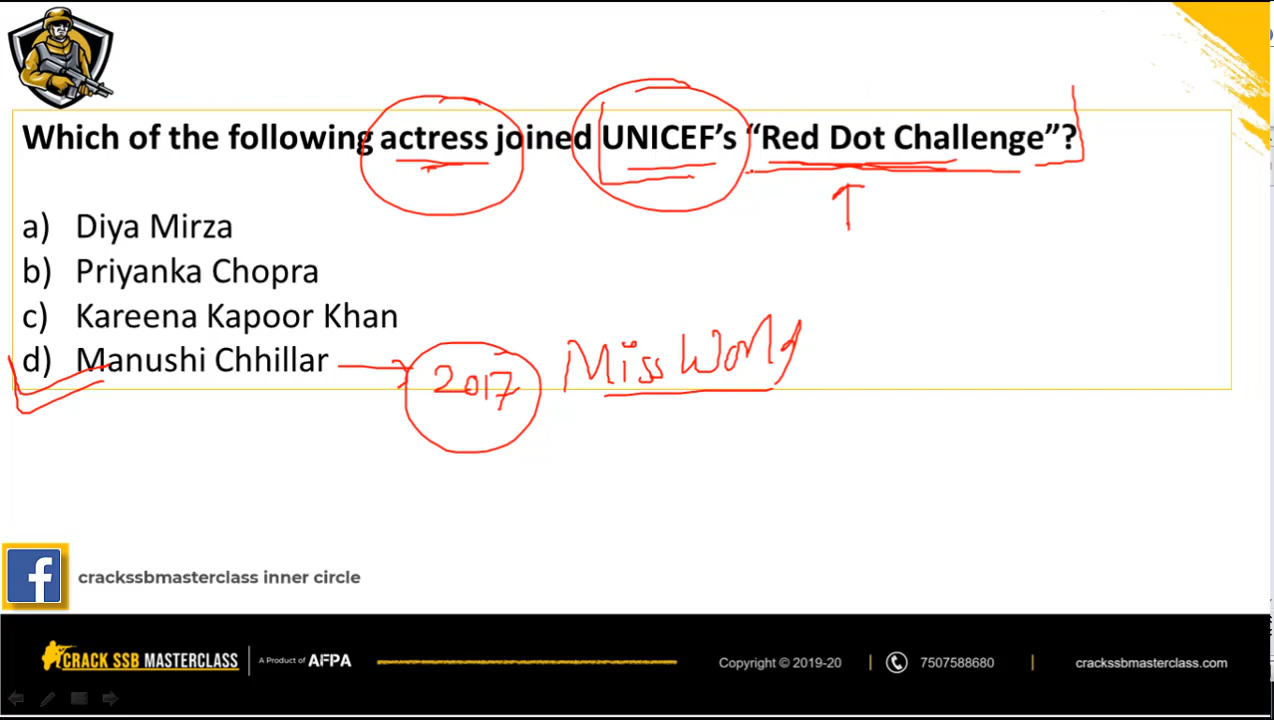 Which of the following actress joined UNICEF's “Red Dot Challenge”?
a) Diya Mirza
b) Priyanka Chopra
c) Kareena Kapoor Khan
d) Manushi Chhillar
2017 Miss World
crackssbmasterclass inner circle
CRACK SSB MASTERCLASS A Product of AFPA Copyright © 2019-20 7507588680 crackssbmasterclass.com